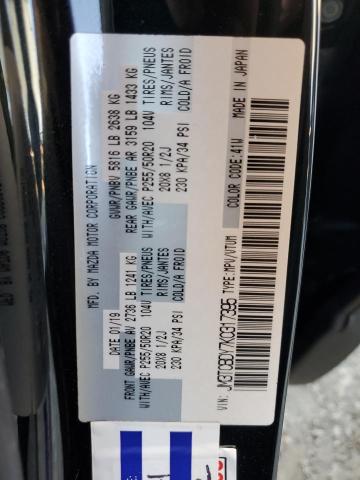 MFD. BY MAZDA MOTOR CORPORATION
01/19
GVWR/PNBV 5816 LB 2638 KG
FRONT GAWR/PNBE AV 2736 LB 1241 KG
WITH/AVEC P255/50R20 104V TIRES/PNEUS
20X8 1/2J RIMS/JANTES
230 KPA/34 PSI COLD/A FROID
REAR GAWR/PNBE AR 3159 LB 1433 KG
WITH/AVEC P255/50R20 104V TIRES/PNEUS
20X8 1/2J RIMS/JANTES
230 KPA/34 PSI COLD/A FROID
VIN: JM3TCBDY7K0317395
TYPE: MPV/VTUM
COLOR CODE: 41W
MADE IN JAPAN